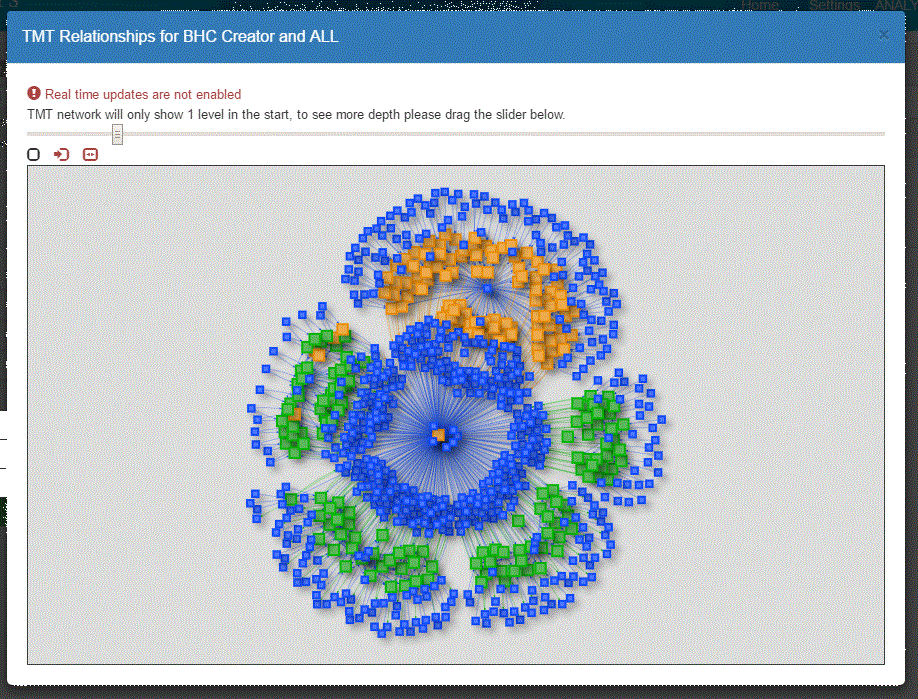 Home Settings
TMT Relationships for BHC Creator and ALL
×
Real time updates are not enabled
TMT network will only show 1 level in the start, to see more depth please drag the slider below.